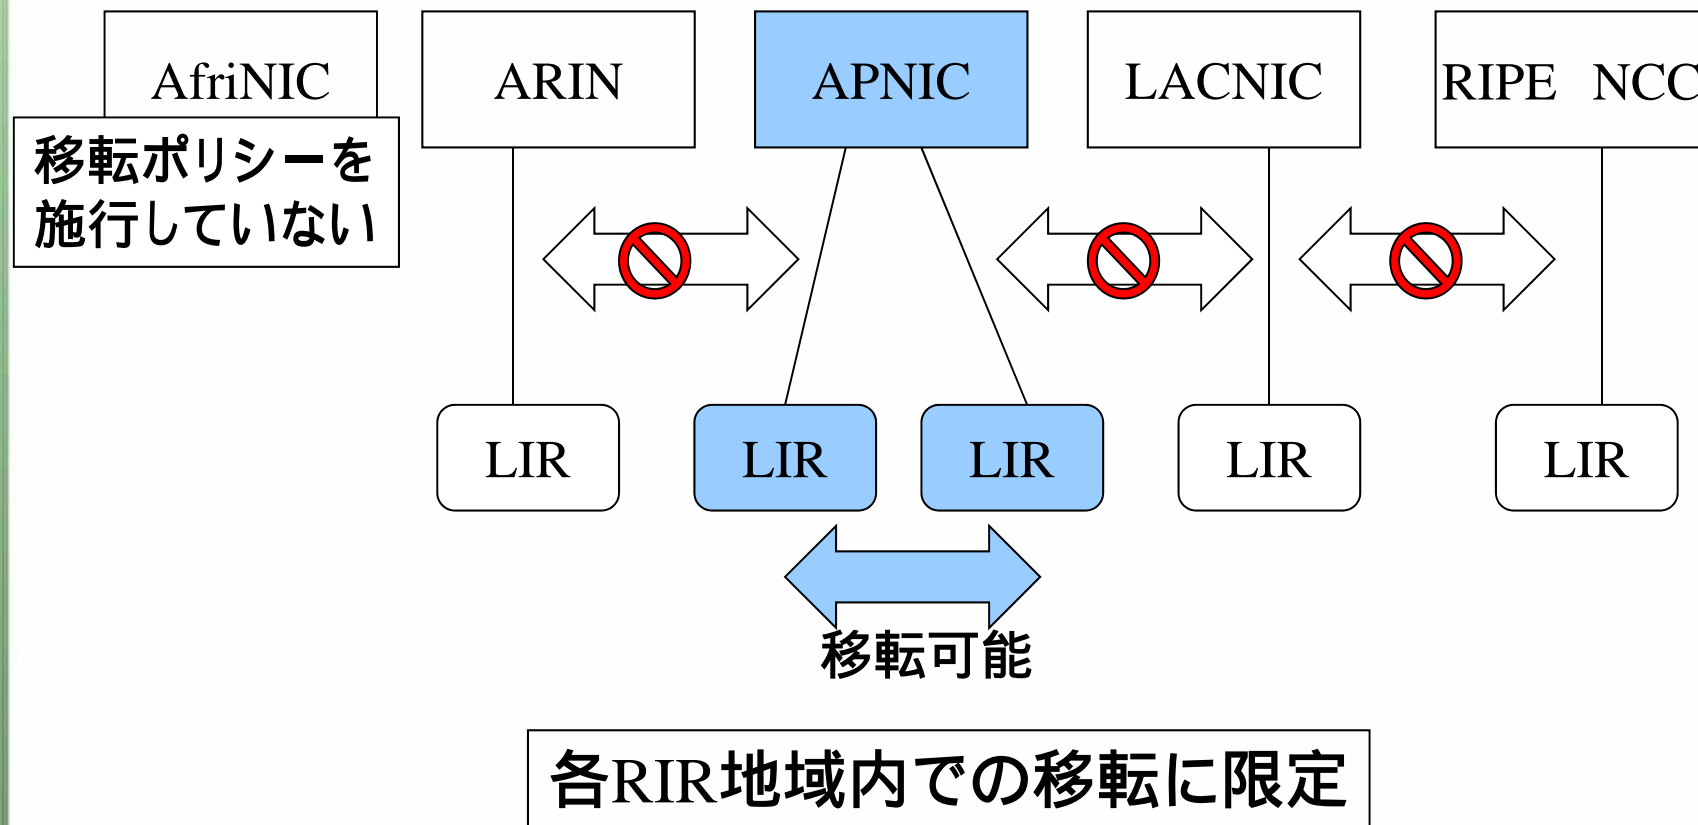 AfriNIC
ARIN
APNIC
LACNIC
RIPE NCC
移転ポリシーを
施行していない
LIR
LIR
LIR
LIR
LIR
移転可能
各RIR地域内での移転に限定